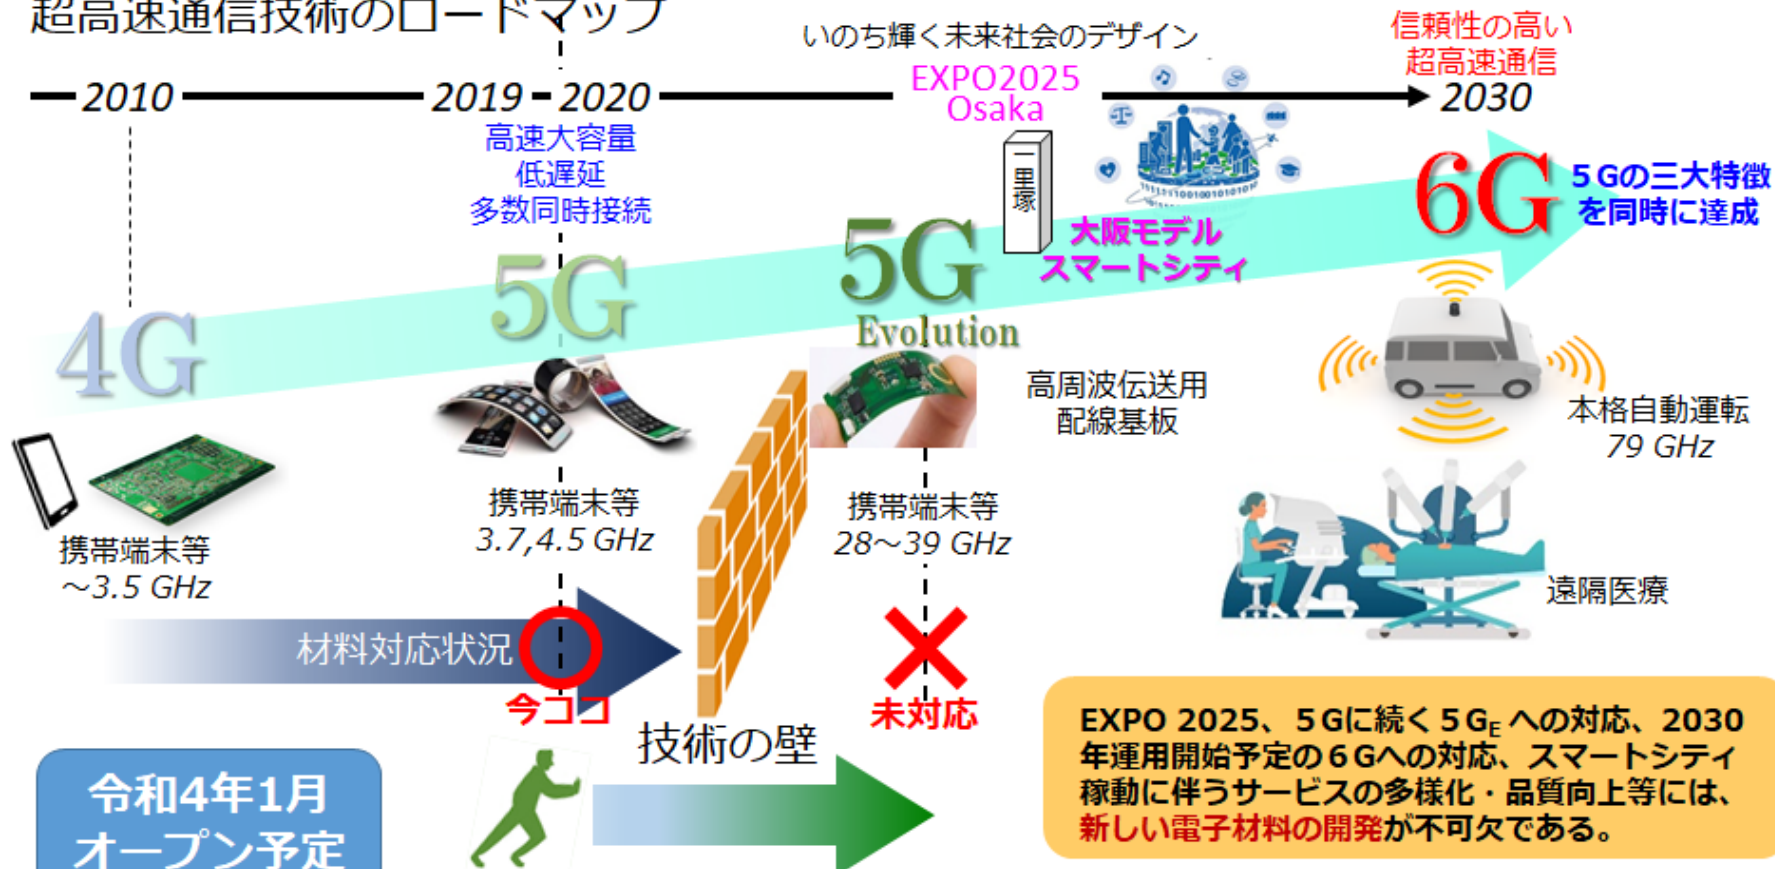 超高速通信技術のロードマップ
いのち輝く未来社会のデザイン
信頼性の高い
超高速通信
2010
2019
2020
EXPO2025
Osaka
2030
高速大容量
低遅延
多数同時接続
一里塚
大阪モデル
スマートシティ
4G
5G
5G
Evolution
6G
5Gの三大特徴
を同時に達成
高周波伝送用
配線基板
本格自動運転
79 GHz
携帯端末等
～3.5 GHz
携帯端末等
3.7,4.5 GHz
携帯端末等
28～39 GHz
遠隔医療
材料対応状況
今ココ
技術の壁
未対応
令和4年1月
オープン予定
EXPO 2025、5Gに続く5GE への対応、2030
年運用開始予定の6Gへの対応、スマートシティ
稼動に伴うサービスの多様化・品質向上等には、
新しい電子材料の開発が不可欠である。